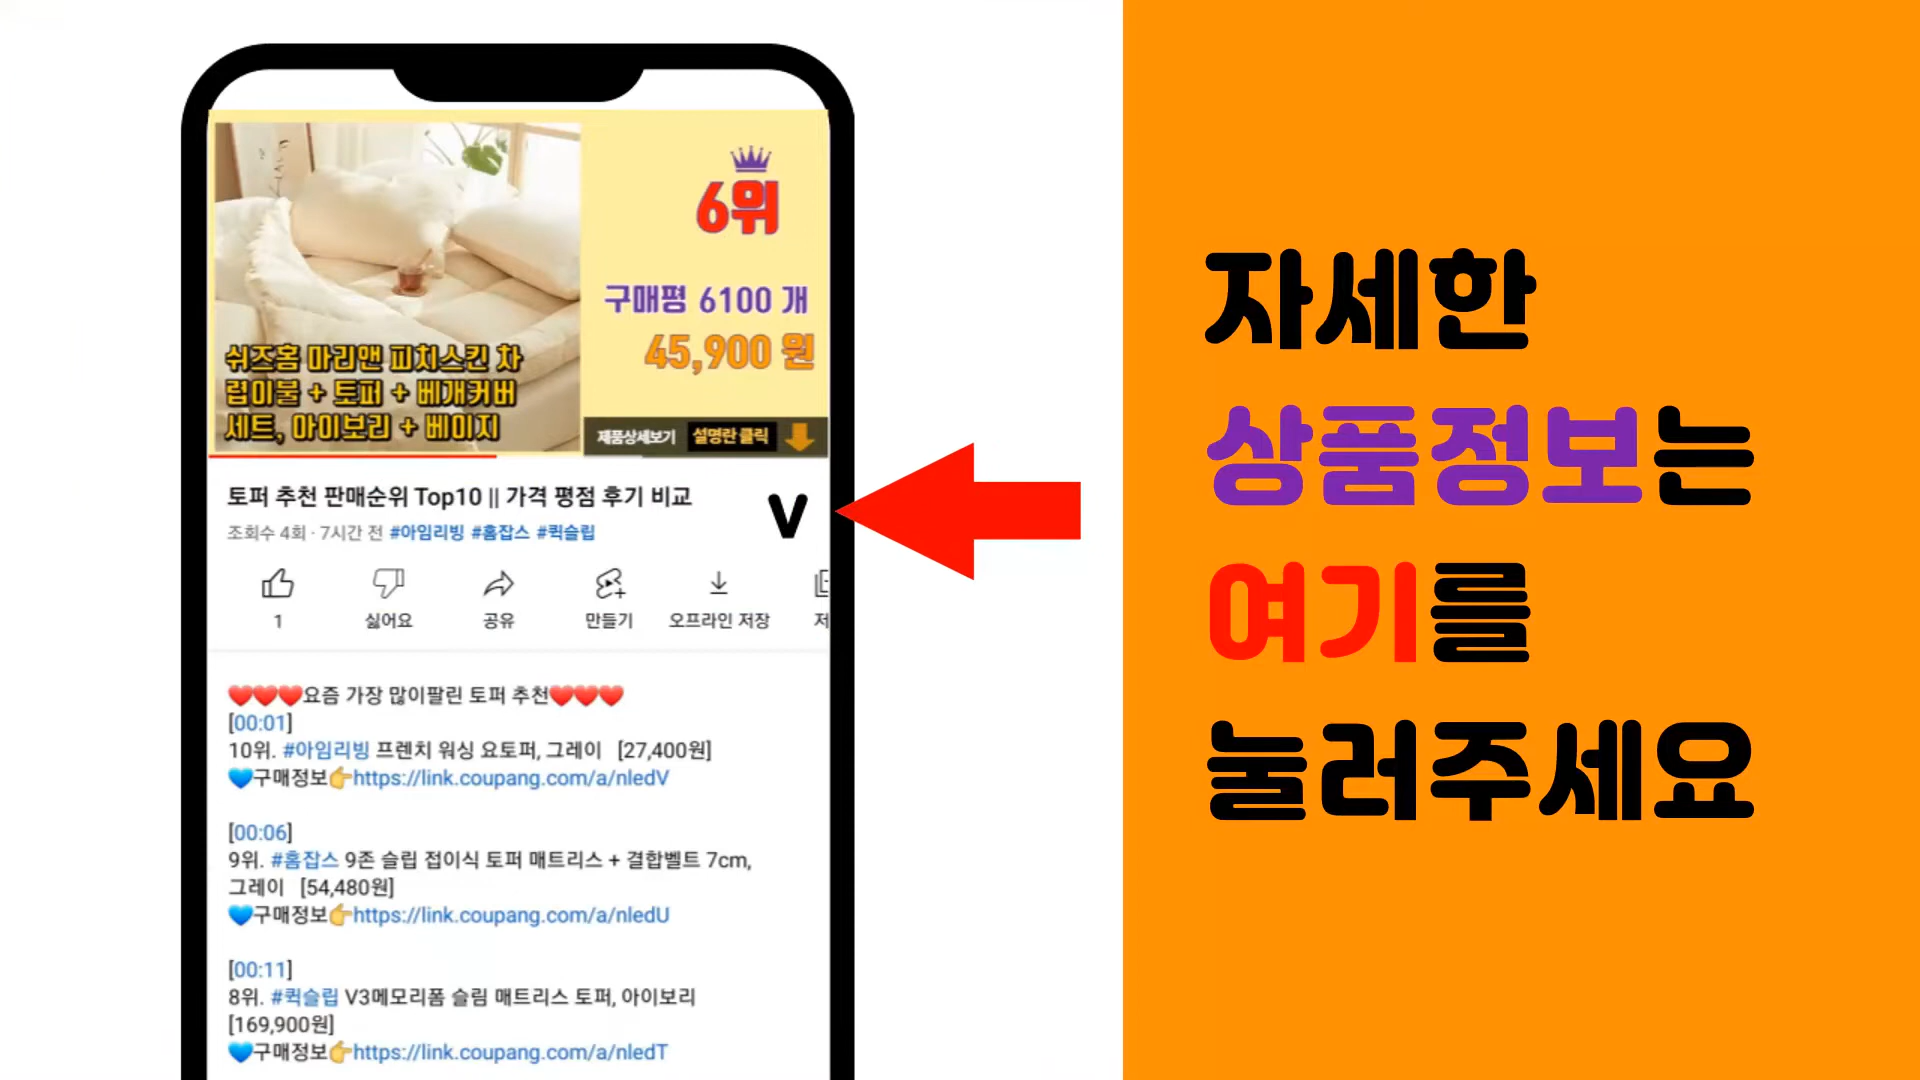 6위
구매평 6100 개
45,900 원
쉬즈홈 마리앤 피치스킨 차
렵이불 + 토퍼 + 베개커버
세트, 아이보리 + 베이지
제품상세보기 설명란 클릭
토퍼 추천 판매순위 Top10 || 가격 평점 후기 비교
V
조회수 4회 · 7시간 전 #아임리빙 #홈잡스 #퀵슬립
1 싫어요 공유 만들기 오프라인 저장 저
❤️❤️❤️요즘 가장 많이팔린 토퍼 추천❤️❤️❤️
[00:01]
10위. #아임리빙 프렌치 워싱 요토퍼, 그레이 [27,400원]
💙구매정보👉https://link.coupang.com/a/nledV
[00:06]
9위. #홈잡스 9존 슬립 접이식 토퍼 매트리스 + 결합벨트 7cm,
그레이 [54,480원]
💙구매정보👉https://link.coupang.com/a/nledU
[00:11]
8위. #퀵슬립 V3메모리폼 슬림 매트리스 토퍼, 아이보리
[169,900원]
💙구매정보👉https://link.coupang.com/a/nledT
자세한
상품정보는
여기를
눌러주세요